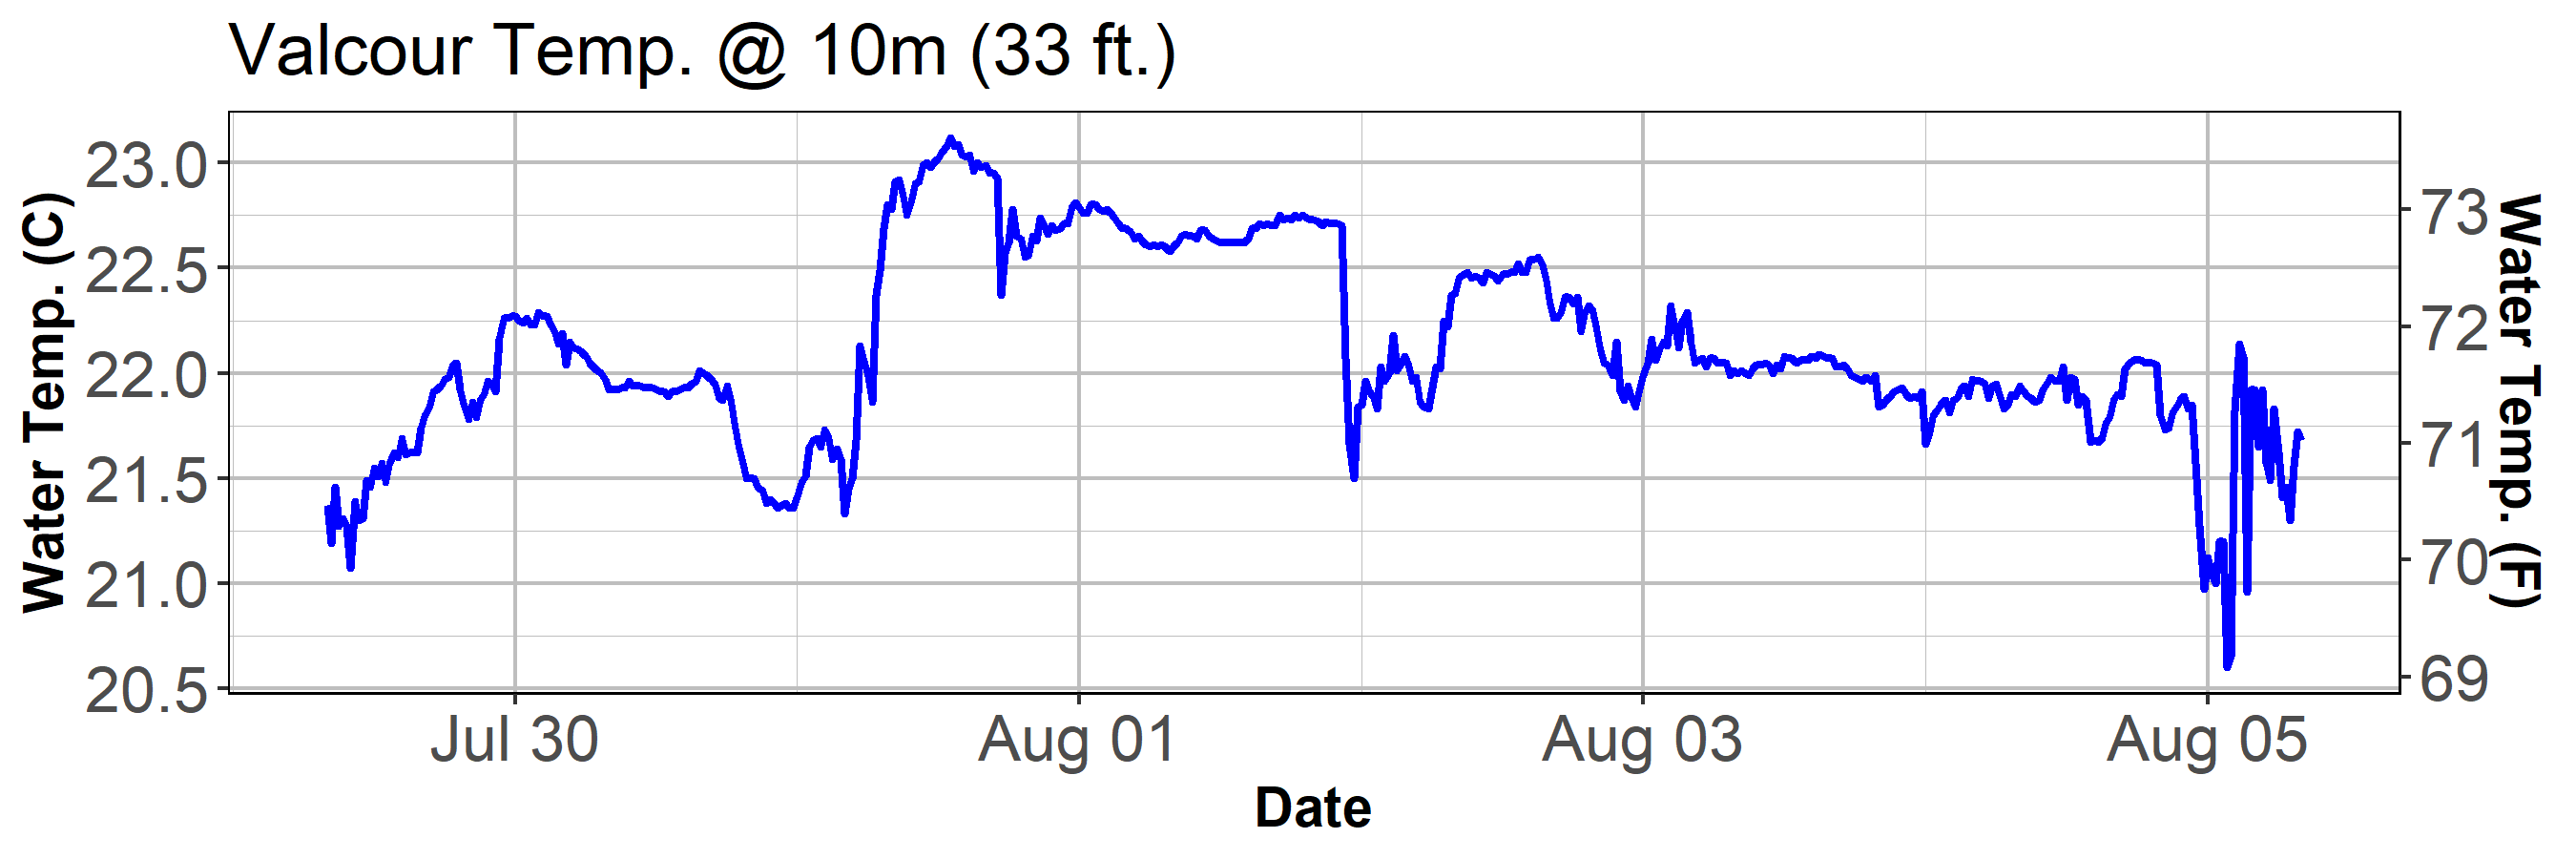 Valcour Temp. @ 10m (33 ft.)
Water Temp. (C)
23.0
22.5
22.0
21.5
21.0
20.5
73
72
71
70
69
Water Temp. (F)
Jul 30 Aug 01 Aug 03 Aug 05
Date